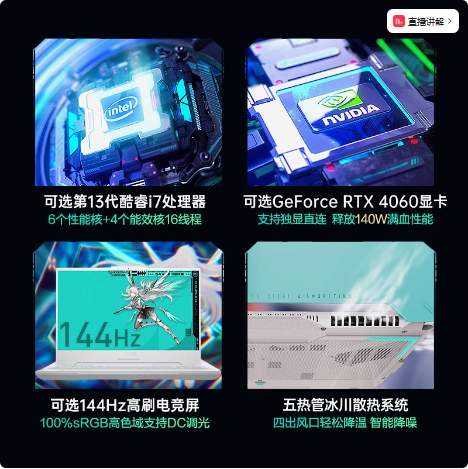 直播讲解
intel
NVIDIA
可选第13代酷睿i7处理器
6个性能核+4个能效核16线程
可选GeForce RTX 4060显卡
支持独显直连 释放140W满血性能
144Hz
可选144Hz高刷电竞屏
100%sRGB高色域支持DC调光
五热管冰川散热系统
四出风口轻松降温 智能降噪